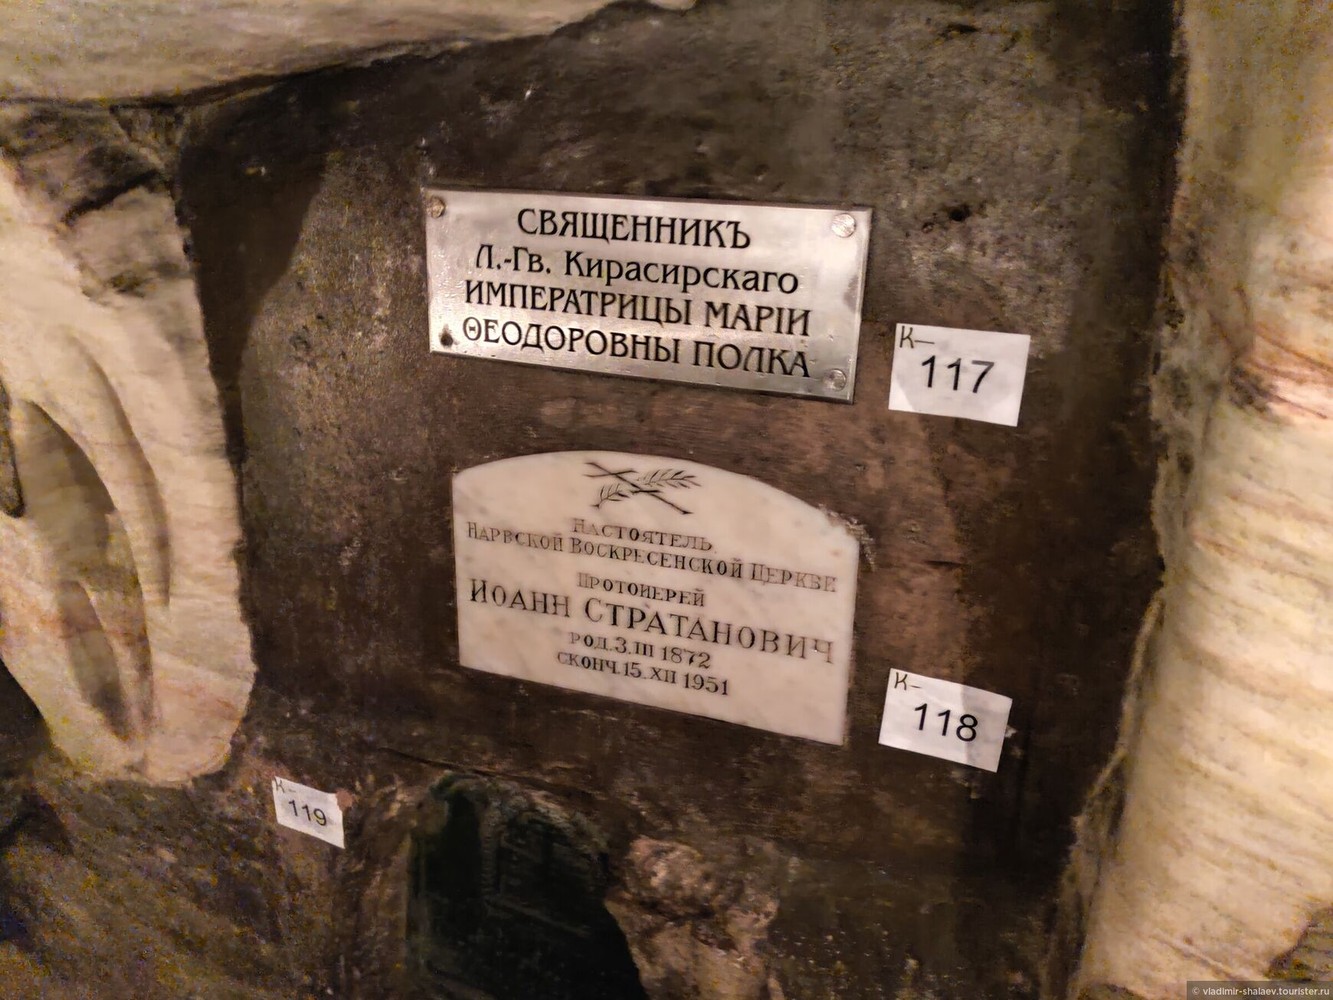 СВЯЩЕННИКЪ
Л.-Гв. Кирасирскаго
ИМПЕРАТРИЦЫ МАРІИ
ѲЕОДОРОВНЫ ПОЛКА
К-
117
НАСТОЯТЕЛЬ
НАРВСКОЙ ВОСКРЕСЕНСКОЙ ЦЕРКВИ
ПРОТОИЕРЕЙ
ИОАНН СТРАТАНОВИЧ
РОД. 3. III 1872
СКОНЧ. 15. XII 1951
К-
118
К-
119
© vladimir-shalaev.tourister.ru